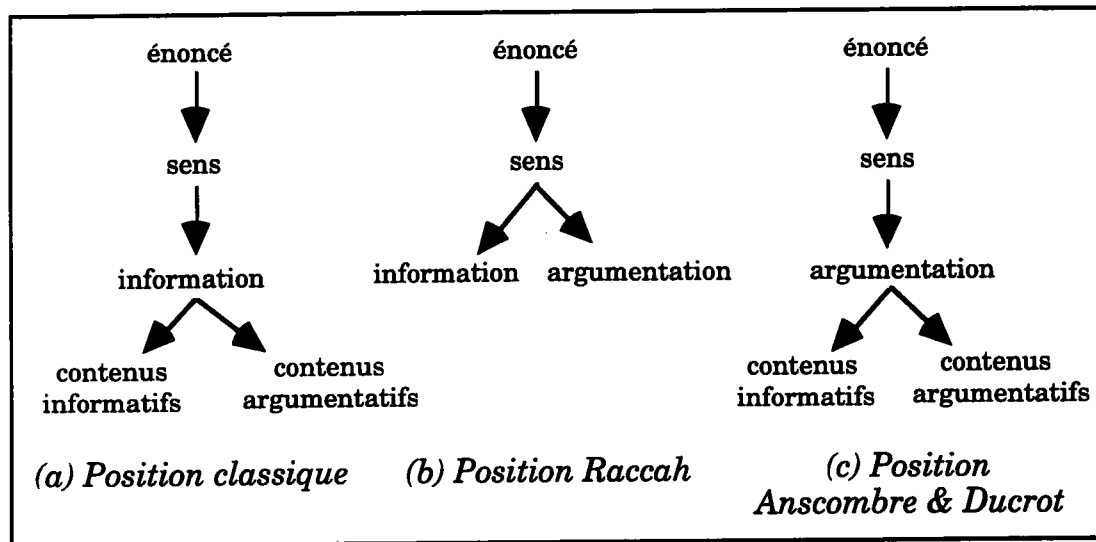 énoncé
sens
information
contenus
informatifs
contenus
argumentatifs
(a) Position classique
énoncé
sens
information argumentation
(b) Position Raccah
énoncé
sens
argumentation
contenus
informatifs
contenus
argumentatifs
(c) Position
Anscombre & Ducrot